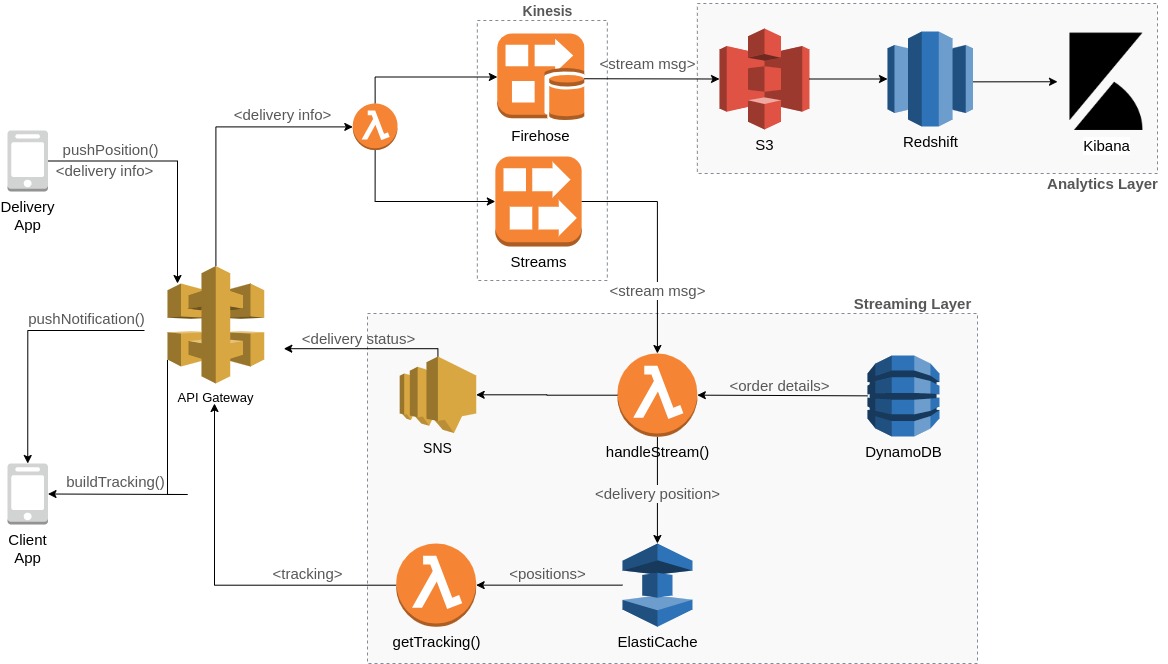 Kinesis
<stream msg>
<delivery info>
Firehose
S3
Redshift
Kibana
pushPosition()
<delivery info>
Analytics Layer
Delivery
App
Streams
<stream msg>
Streaming Layer
pushNotification()
<delivery status>
<order details>
API Gateway
SNS
handleStream()
DynamoDB
buildTracking()
<delivery position>
Client
App
<tracking>
<positions>
getTracking()
ElastiCache